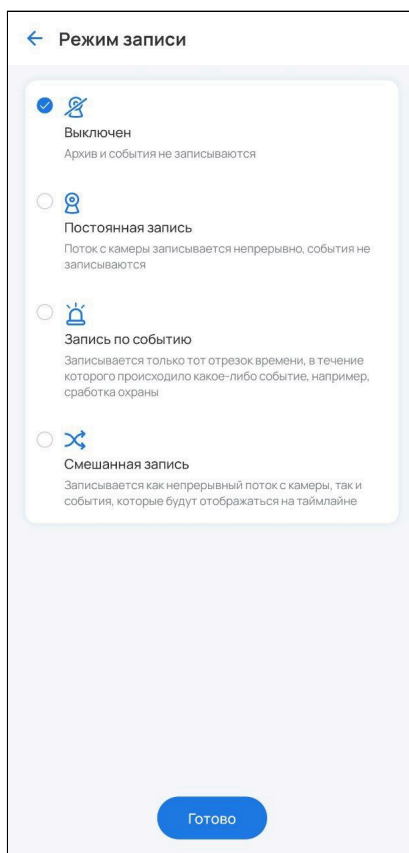 Режим записи
Выключен
Архив и события не записываются
Постоянная запись
Поток с камеры записывается непрерывно, события не
записываются
Запись по событию
Записывается только тот отрезок времени, в течение
которого происходило какое-либо событие, например,
сработка охраны
Смешанная запись
Записывается как непрерывный поток с камеры, так и
события, которые будут отображаться на таймлайне
Готово